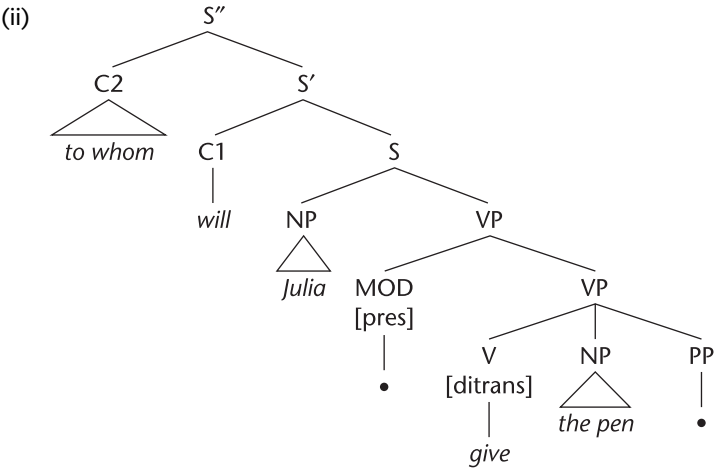 (ii)
S″
C2 S′
to whom C1 S
will NP VP
Julia MOD VP
[pres]
V NP PP
[ditrans]
the pen
give